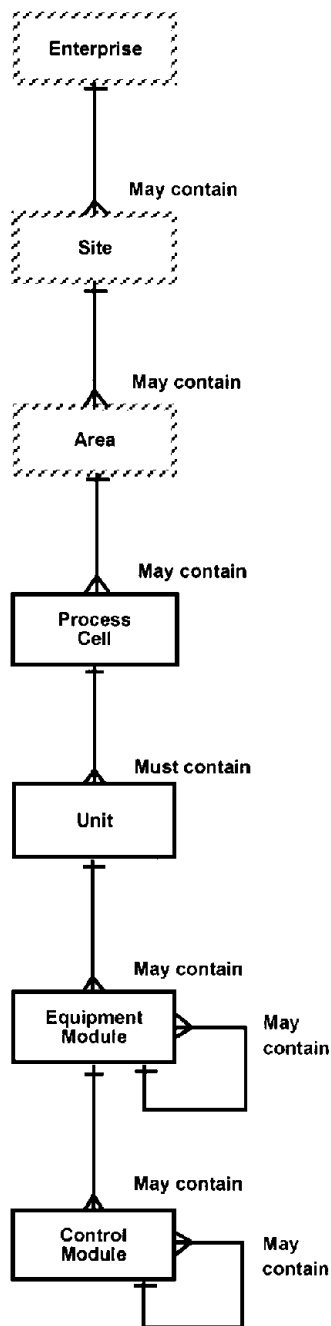 Enterprise
May contain
Site
May contain
Area
May contain
Process
Cell
Must contain
Unit
May contain
Equipment
Module
May
contain
May contain
Control
Module
May
contain